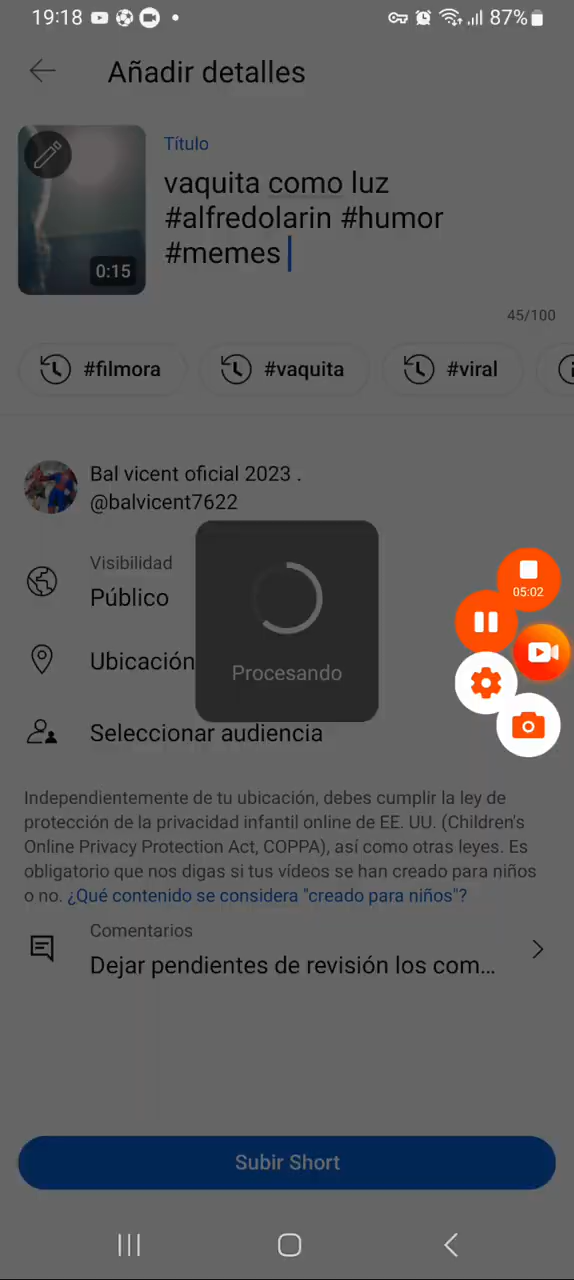 19:18
87%
Añadir detalles
Título
vaquita como luz
#alfredolarin #humor
#memes
0:15
45/100
#filmora
#vaquita
#viral
Bal vicent oficial 2023 .
@balvicent7622
Visibilidad
Público
05:02
Ubicación
Procesando
Seleccionar audiencia
Independientemente de tu ubicación, debes cumplir la ley de
protección de la privacidad infantil online de EE. UU. (Children's
Online Privacy Protection Act, COPPA), así como otras leyes. Es
obligatorio que nos digas si tus vídeos se han creado para niños
o no. ¿Qué contenido se considera "creado para niños"?
Comentarios
Dejar pendientes de revisión los com...
Subir Short